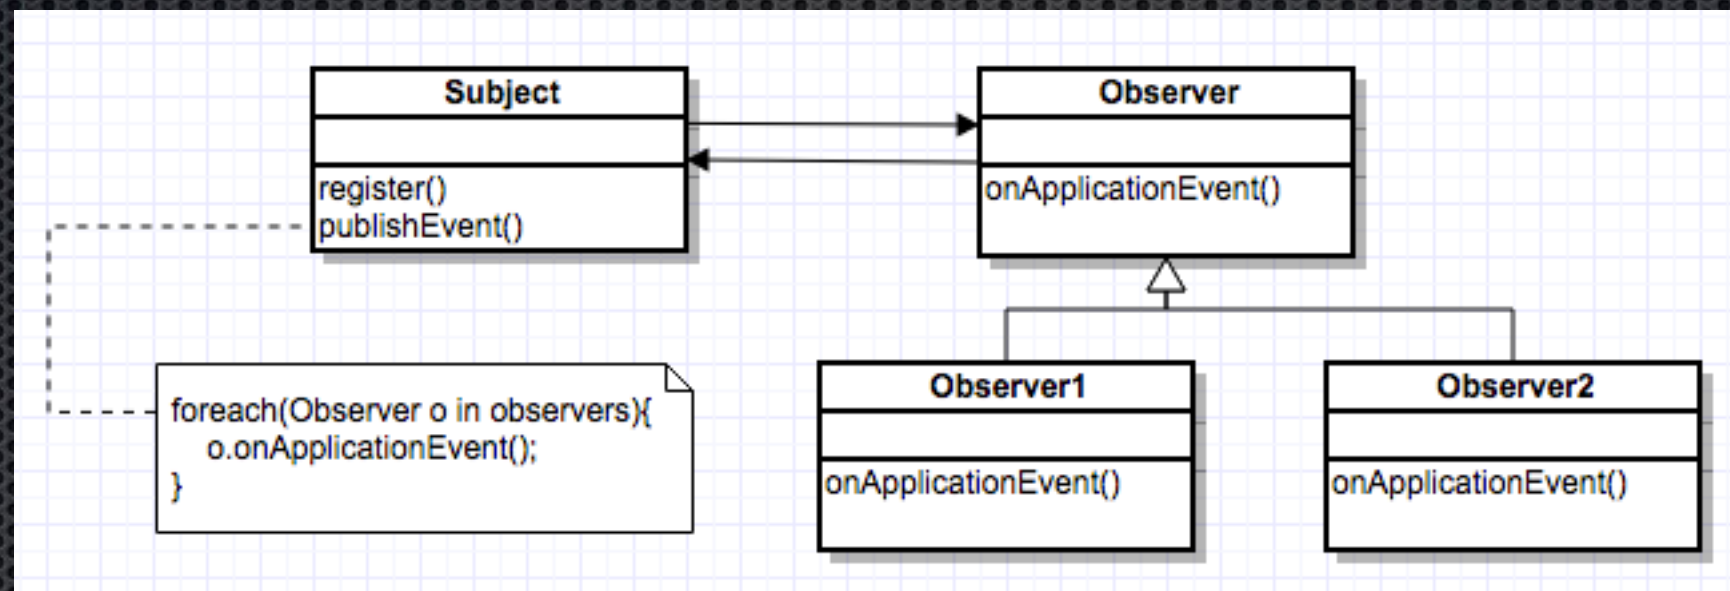 Subject
register()
publishEvent()
Observer
onApplicationEvent()
foreach(Observer o in observers){
o.onApplicationEvent();
}
Observer1
onApplicationEvent()
Observer2
onApplicationEvent()